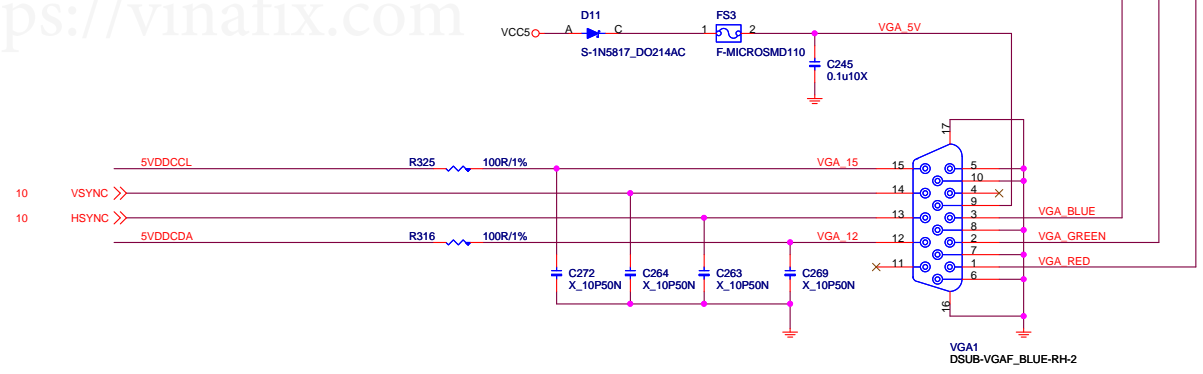 ps://vinafix.com
D11
FS3
VCC5
A
C
1
2
VGA_5V
S-1N5817_DO214AC
F-MICROSMD110
C245
0.1u10X
17
5VDDCCL
R325
100R/1%
VGA_15
15
5
10
10
VSYNC
14
4
9
10
HSYNC
13
3
VGA_BLUE
8
5VDDCDA
R316
100R/1%
VGA_12
12
2
VGA_GREEN
7
11
1
VGA_RED
6
C272
X_10P50N
C264
X_10P50N
C263
X_10P50N
C269
X_10P50N
16
VGA1
DSUB-VGAF_BLUE-RH-2